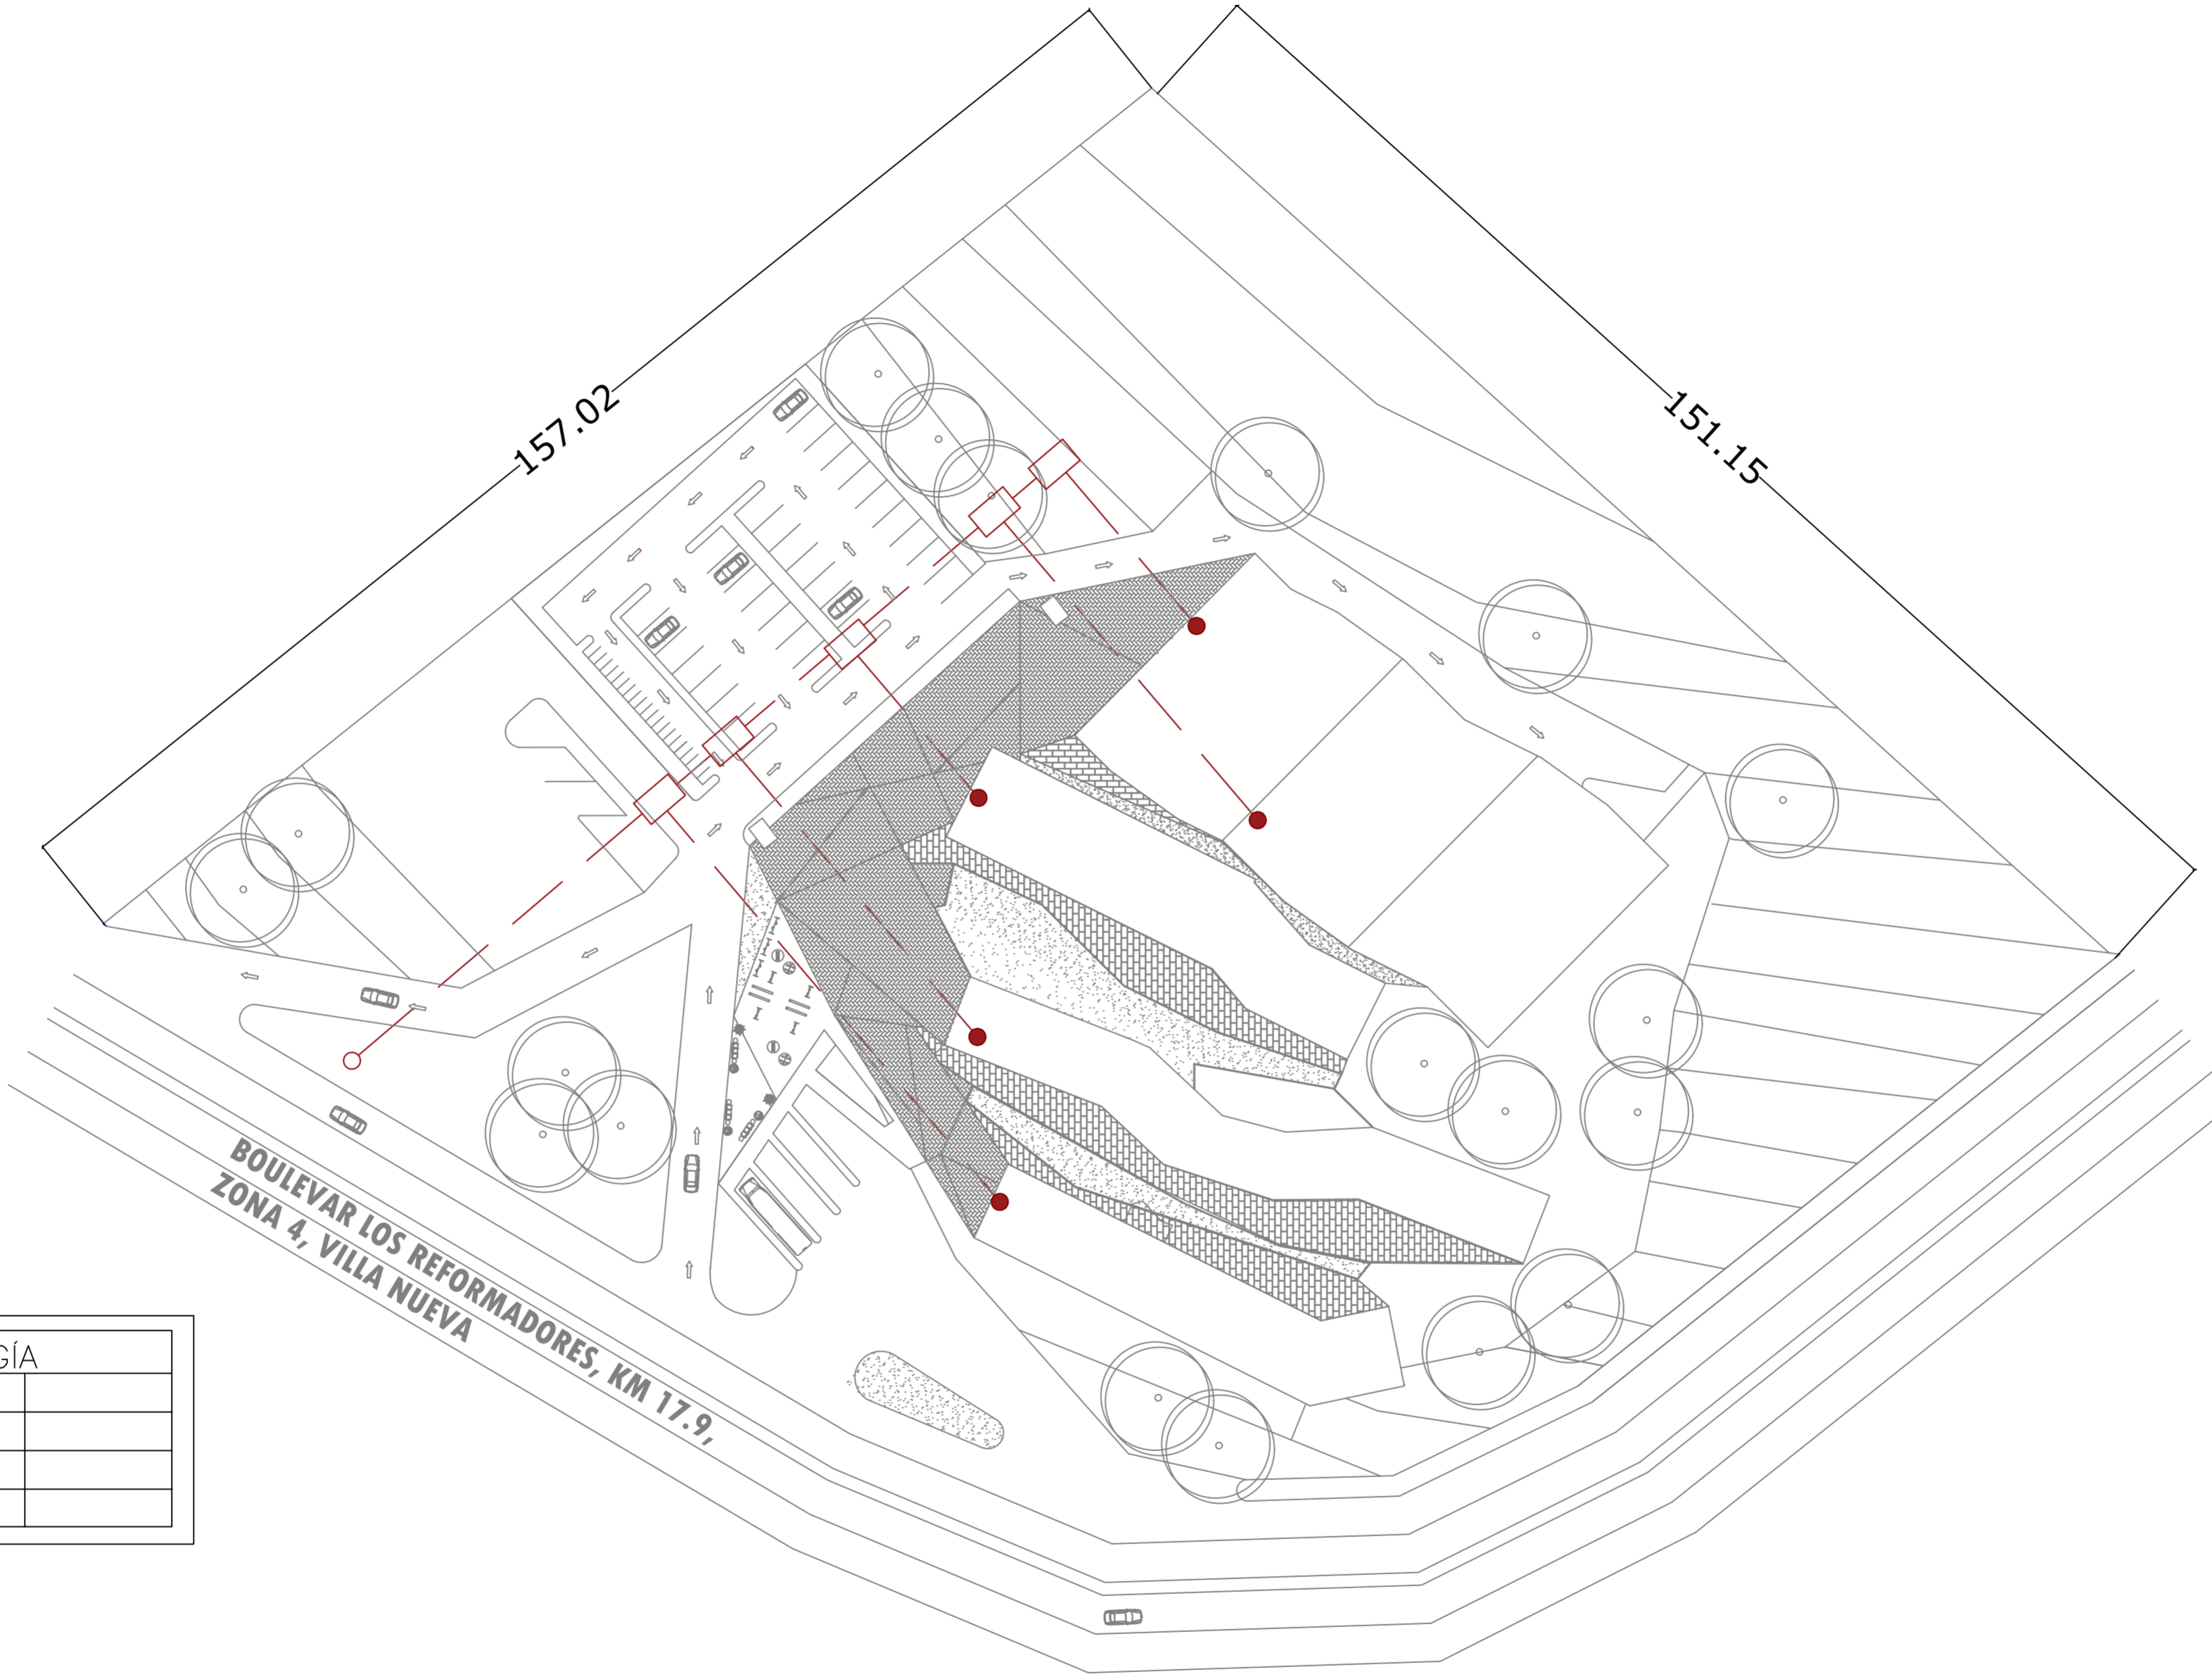 157.02
151.15
BOULEVAR LOS REFORMADORES, KM 17.9,
ZONA 4, VILLA NUEVA
GÍA